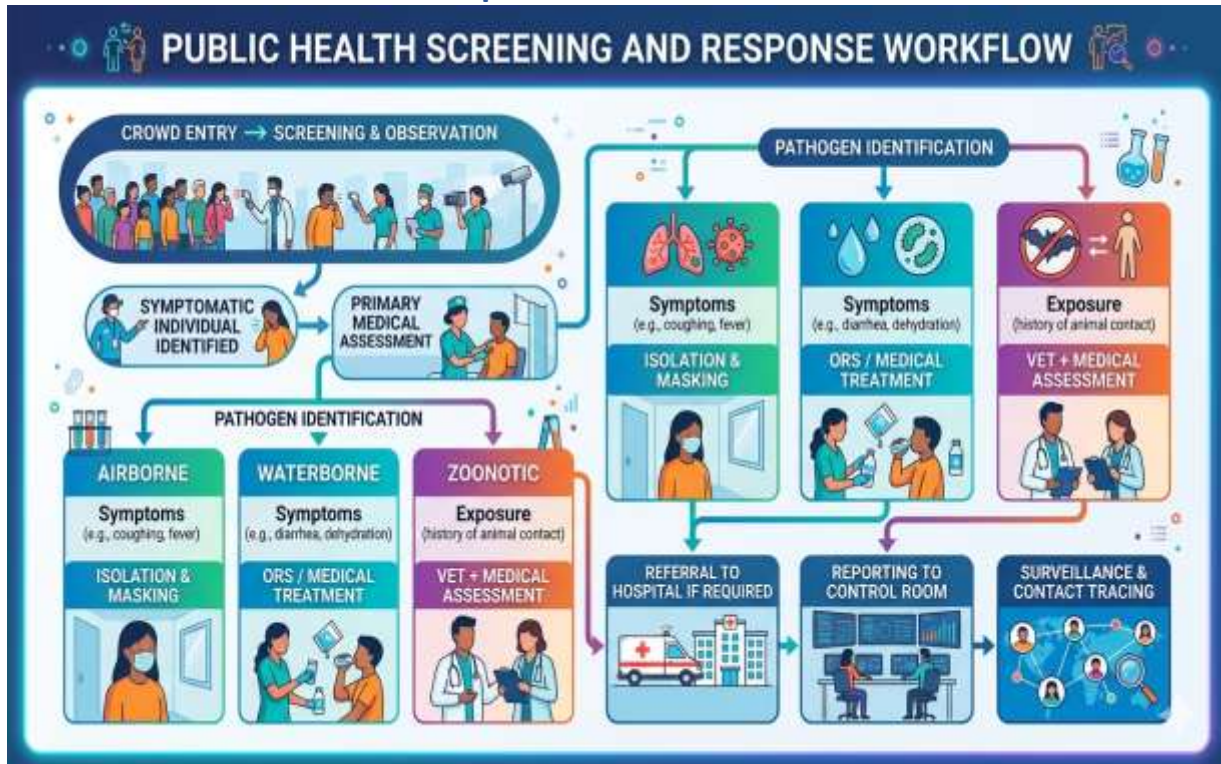 PUBLIC HEALTH SCREENING AND RESPONSE WORKFLOW
CROWD ENTRY → SCREENING & OBSERVATION
SYMPTOMATIC
INDIVIDUAL
IDENTIFIED
PRIMARY
MEDICAL
ASSESSMENT
PATHOGEN IDENTIFICATION
AIRBORNE
Symptoms
(e.g., coughing, fever)
ISOLATION &
MASKING
WATERBORNE
Symptoms
(e.g., diarrhea, dehydration)
ORS / MEDICAL
TREATMENT
ZOONOTIC
Exposure
(history of animal contact)
VET + MEDICAL
ASSESSMENT
PATHOGEN IDENTIFICATION
Symptoms
(e.g., coughing, fever)
ISOLATION &
MASKING
Symptoms
(e.g., diarrhea, dehydration)
ORS / MEDICAL
TREATMENT
Exposure
(history of animal contact)
VET + MEDICAL
ASSESSMENT
REFERRAL TO
HOSPITAL IF REQUIRED
REPORTING TO
CONTROL ROOM
SURVEILLANCE &
CONTACT TRACING